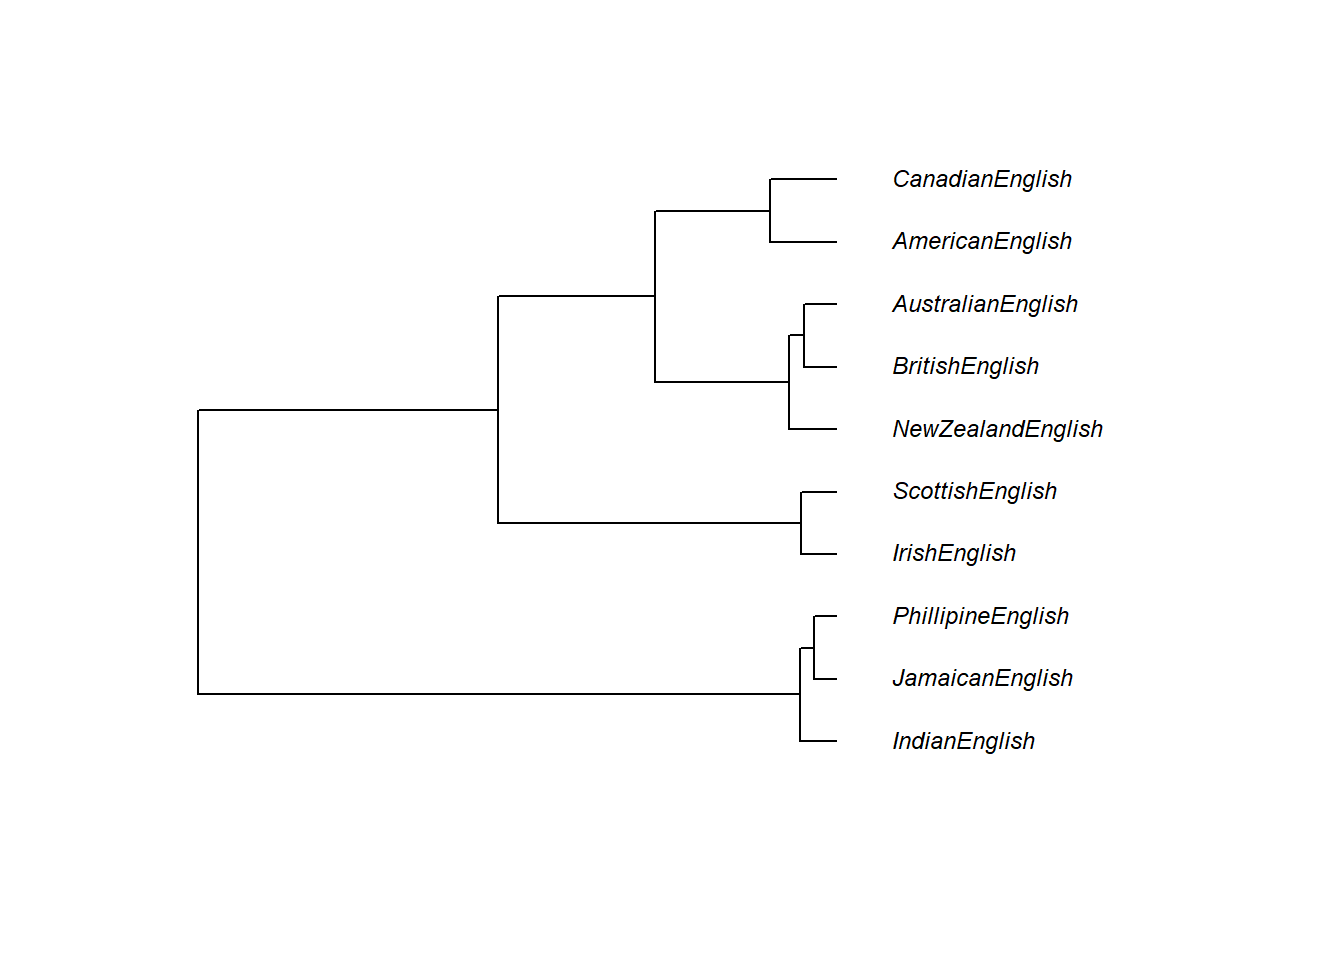 CanadianEnglish
AmericanEnglish
AustralianEnglish
BritishEnglish
NewZealandEnglish
ScottishEnglish
IrishEnglish
PhillipineEnglish
JamaicanEnglish
IndianEnglish